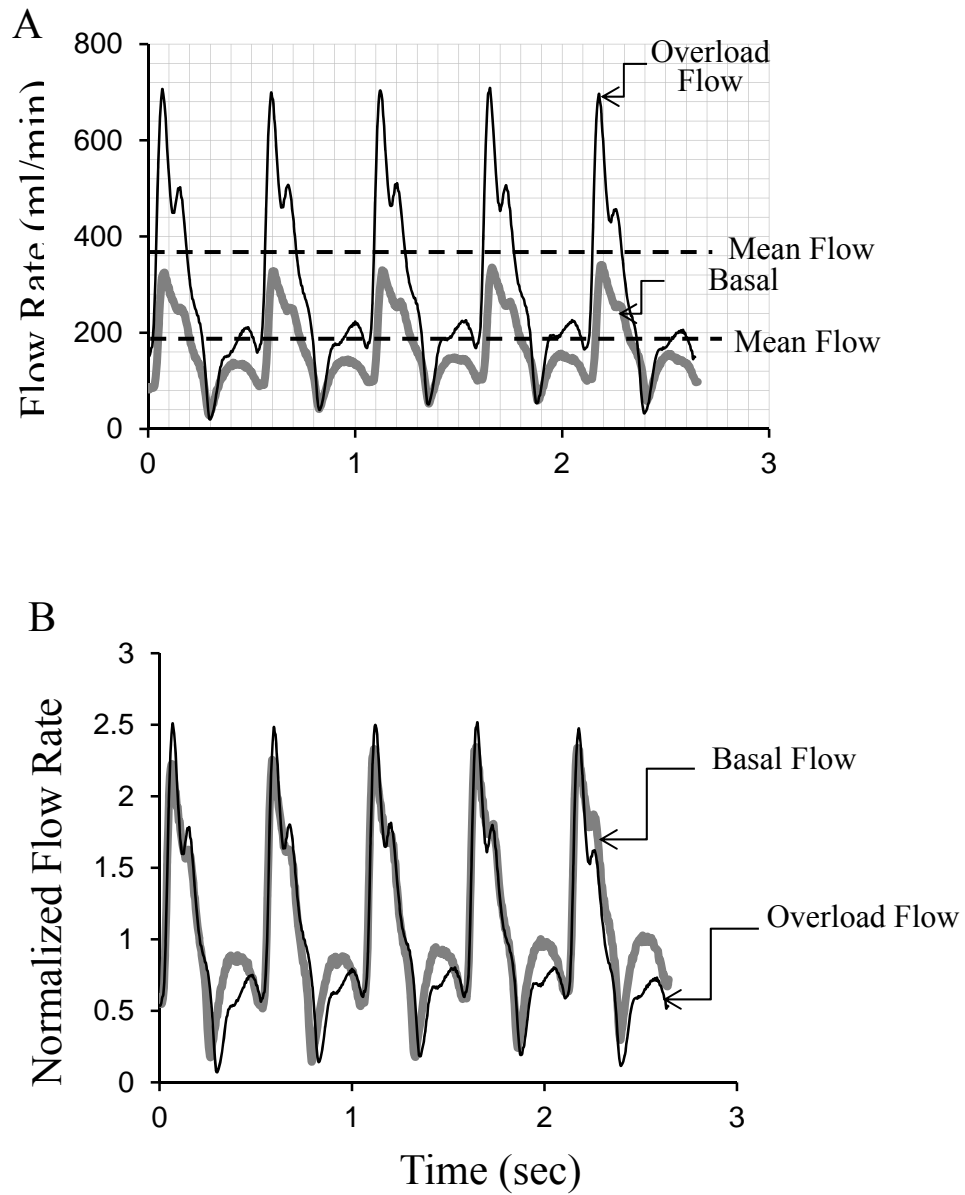 A
800
600
400
200
0
0
1
2
3
Flow Rate (ml/min)
Overload
Flow
Mean Flow
Basal
Mean Flow
B
3
2.5
2
1.5
1
0.5
0
0
1
2
3
Normalized Flow Rate
Basal Flow
Overload Flow
Time (sec)